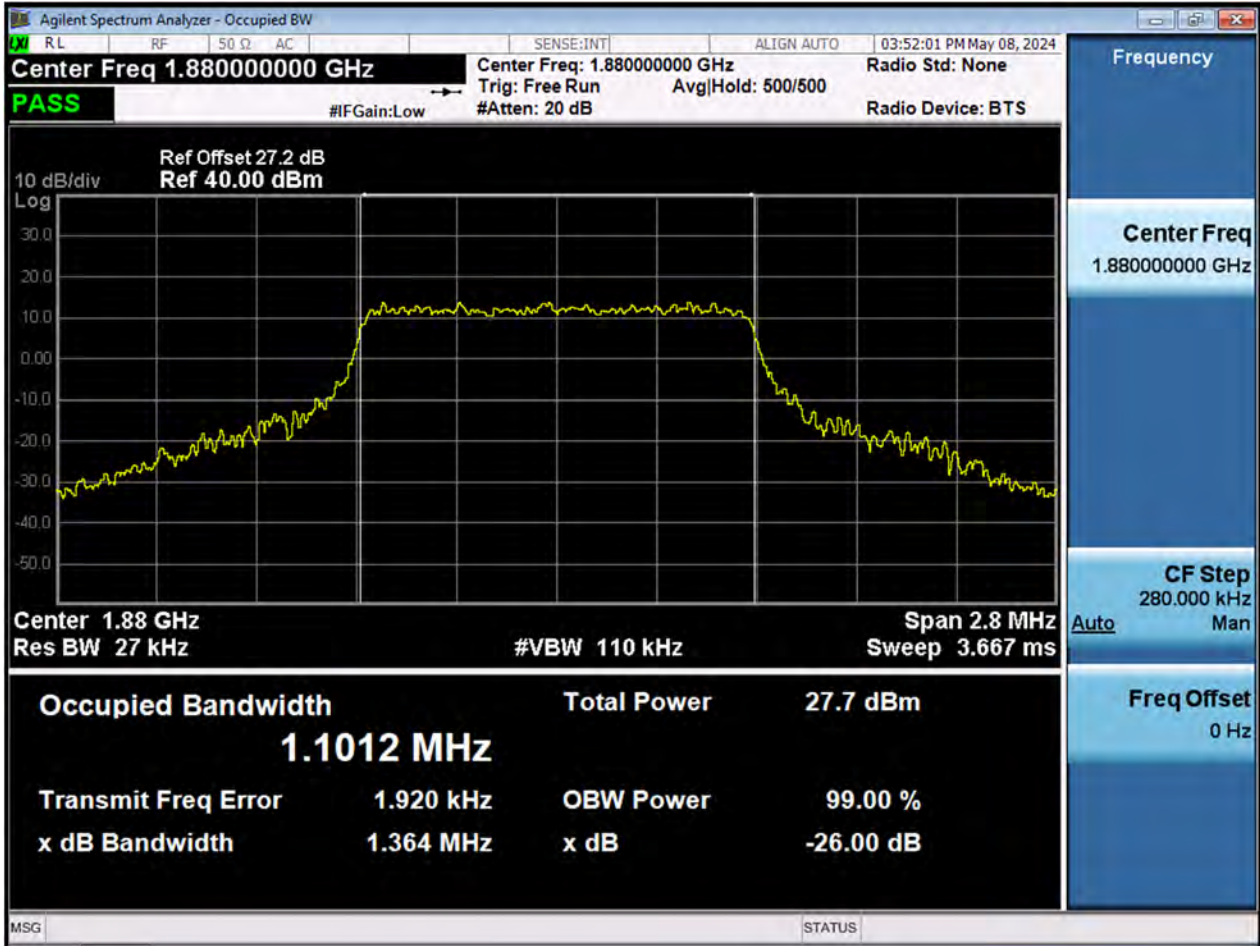 Agilent Spectrum Analyzer - Occupied BW
LXI RL RF 50 Ω AC SENSE:INT ALIGN AUTO 03:52:01 PM May 08, 2024
Center Freq 1.880000000 GHz
PASS
#IFGain:Low
Center Freq: 1.880000000 GHz
Trig: Free Run Avg|Hold: 500/500
#Atten: 20 dB
Radio Std: None
Radio Device: BTS
Ref Offset 27.2 dB
10 dB/div Ref 40.00 dBm
Log
30.0
20.0
10.0
0.00
-10.0
-20.0
-30.0
-40.0
-50.0
Center 1.88 GHz Span 2.8 MHz
Res BW 27 kHz #VBW 110 kHz Sweep 3.667 ms
Occupied Bandwidth Total Power 27.7 dBm
1.1012 MHz
Transmit Freq Error 1.920 kHz OBW Power 99.00 %
x dB Bandwidth 1.364 MHz x dB -26.00 dB
MSG STATUS
Frequency
Center Freq
1.880000000 GHz
CF Step
280.000 kHz
Auto Man
Freq Offset
0 Hz